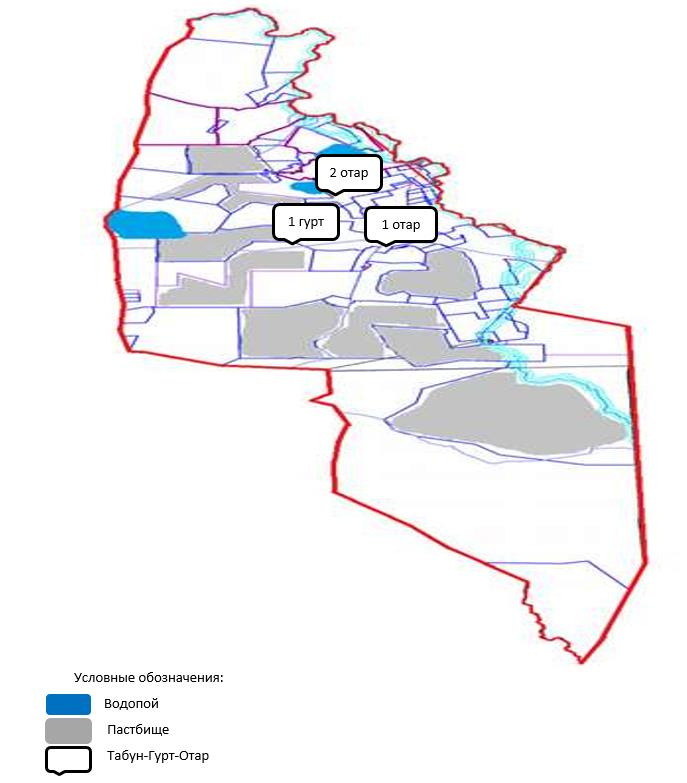 2 отар
1 гурт
1 отар
Условные обозначения:
Водопой
Пастбище
Табун-Гурт-Отар